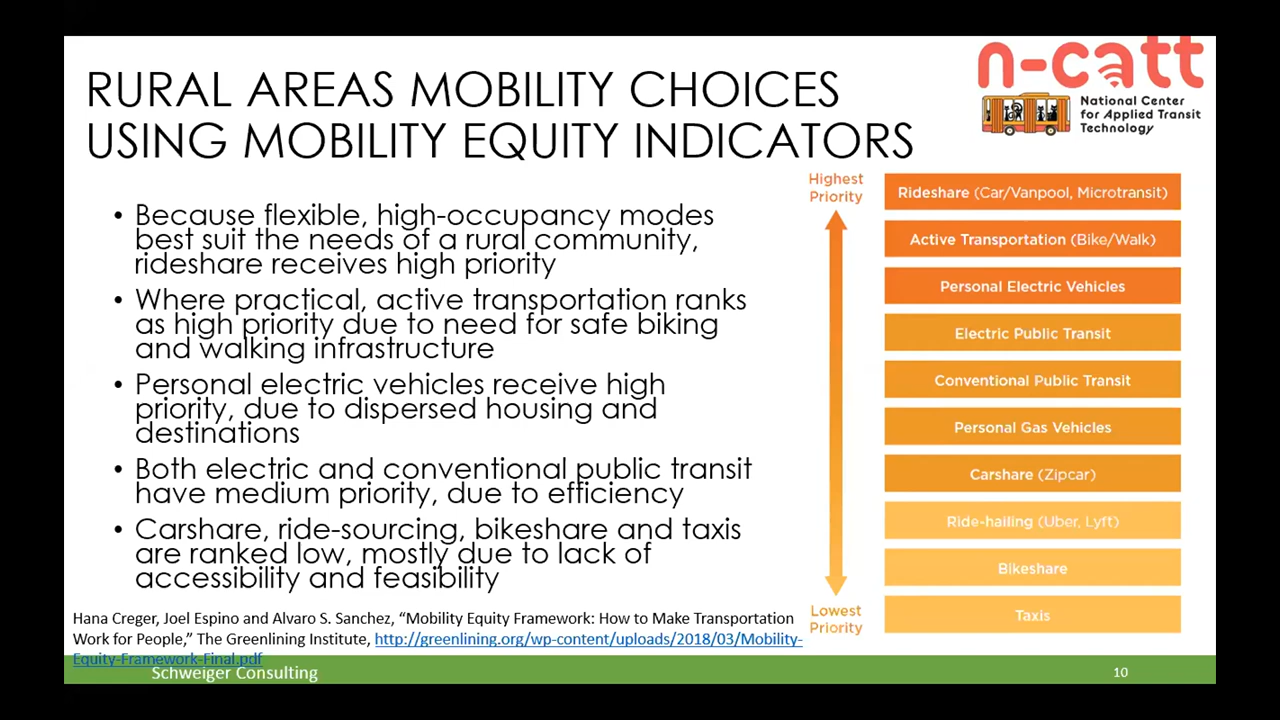 RURAL AREAS MOBILITY CHOICES
USING MOBILITY EQUITY INDICATORS
n-catt
National Center
for Applied Transit
Technology
• Because flexible, high-occupancy modes
best suit the needs of a rural community,
rideshare receives high priority
• Where practical, active transportation ranks
as high priority due to need for safe biking
and walking infrastructure
• Personal electric vehicles receive high
priority, due to dispersed housing and
destinations
• Both electric and conventional public transit
have medium priority, due to efficiency
• Carshare, ride-sourcing, bikeshare and taxis
are ranked low, mostly due to lack of
accessibility and feasibility
Highest
Priority
Lowest
Priority
Rideshare (Car/Vanpool, Microtransit)
Active Transportation (Bike/Walk)
Personal Electric Vehicles
Electric Public Transit
Conventional Public Transit
Personal Gas Vehicles
Carshare (Zipcar)
Ride-hailing (Uber, Lyft)
Bikeshare
Taxis
Hana Creger, Joel Espino and Alvaro S. Sanchez, “Mobility Equity Framework: How to Make Transportation
Work for People,” The Greenlining Institute, http://greenlining.org/wp-content/uploads/2018/03/Mobility-
Equity-Framework-Final.pdf
Schweiger Consulting
10